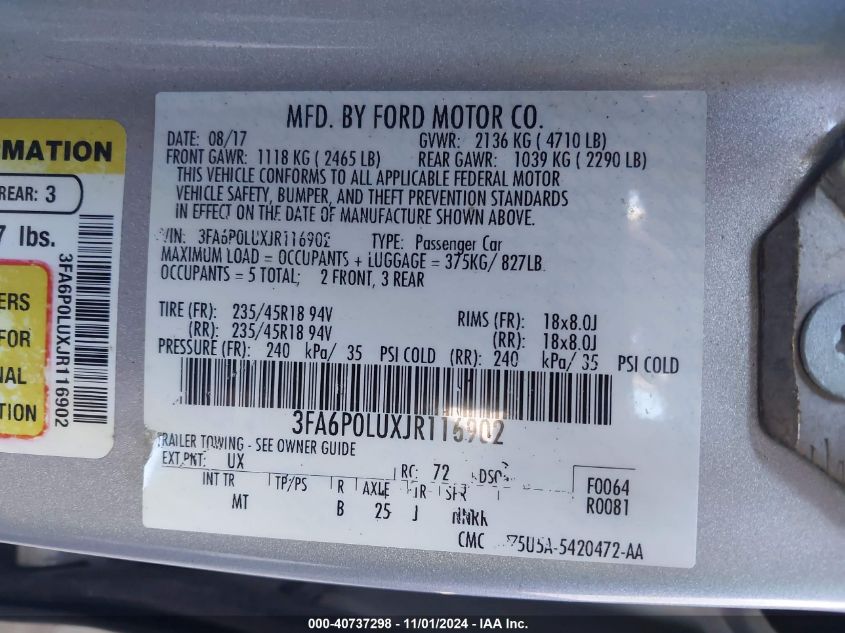 RMATION
REAR: 3
7 lbs.
ERS
FOR
NAL
TION
3FA6P0LUXJR116902
MFD. BY FORD MOTOR CO.
DATE: 08/17 GVWR: 2136 KG ( 4710 LB)
FRONT GAWR: 1118 KG ( 2465 LB) REAR GAWR: 1039 KG ( 2290 LB)
THIS VEHICLE CONFORMS TO ALL APPLICABLE FEDERAL MOTOR
VEHICLE SAFETY, BUMPER, AND THEFT PREVENTION STANDARDS
IN EFFECT ON THE DATE OF MANUFACTURE SHOWN ABOVE.
VIN: 3FA6P0LUXJR116902 TYPE: Passenger Car
MAXIMUM LOAD = OCCUPANTS + LUGGAGE = 375KG/ 827LB
OCCUPANTS = 5 TOTAL; 2 FRONT, 3 REAR
TIRE (FR): 235/45R18 94V RIMS (FR): 18x8.0J
(RR): 235/45R18 94V (RR): 18x8.0J
PRESSURE (FR): 240 kPa/ 35 PSI COLD (RR): 240 kPa/ 35 PSI COLD
3FA6P0LUXJR116902
TRAILER TOWING - SEE OWNER GUIDE
EXT PNT: UX RC: 72 DSO: F0064
INT TR TP/PS R AXLE TR SPR R0081
MT B 25 J
CMC 5U5A-5420472-AA
000-40737298 - 11/01/2024 - IAA Inc.